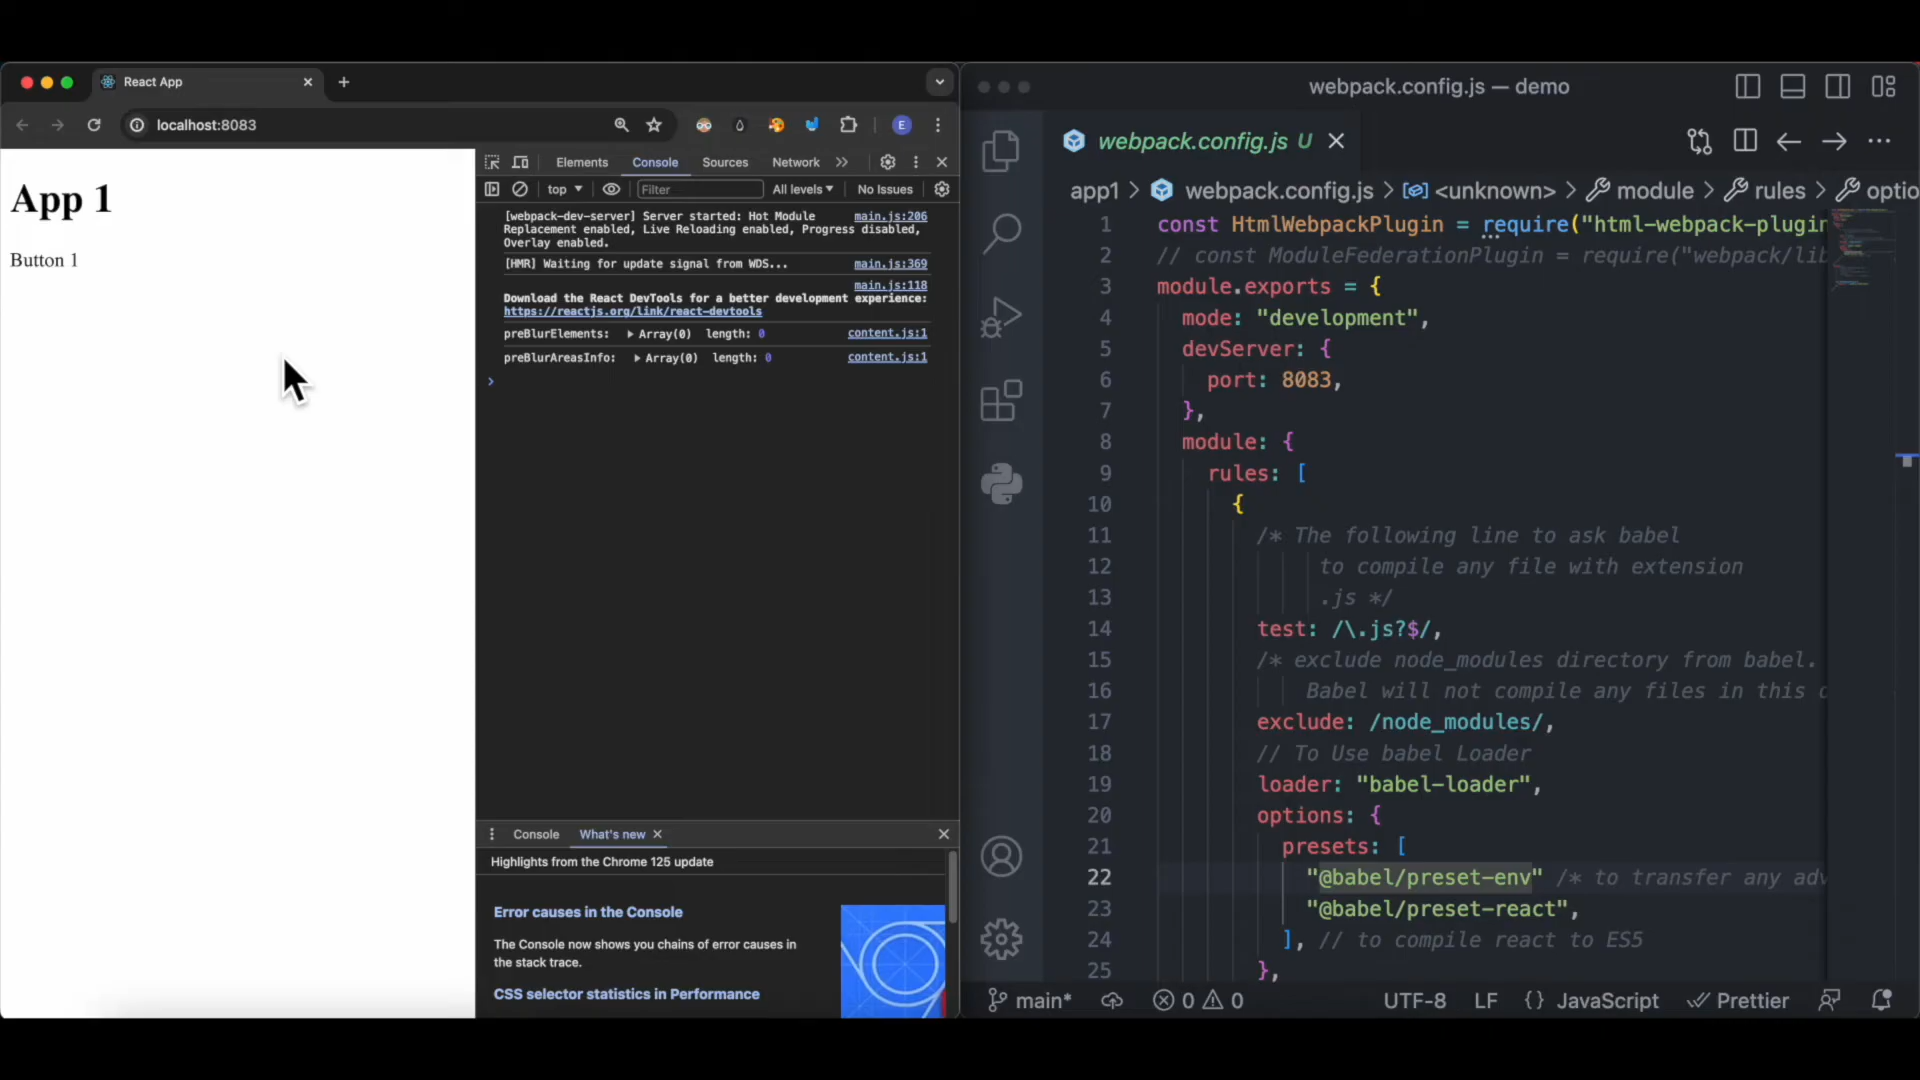 React App
localhost:8083
E
App 1
Button 1
Elements
Console
Sources
Network
top
Filter
All levels
No Issues
[webpack-dev-server] Server started: Hot Module main.js:206
Replacement enabled, Live Reloading enabled, Progress disabled,
Overlay enabled.
[HMR] Waiting for update signal from WDS... main.js:369
main.js:118
Download the React DevTools for a better development experience:
https://reactjs.org/link/react-devtools
preBlurElements: Array(0) length: 0 content.js:1
preBlurAreasInfo: Array(0) length: 0 content.js:1
Console
What's new
Highlights from the Chrome 125 update
Error causes in the Console
The Console now shows you chains of error causes in
the stack trace.
CSS selector statistics in Performance
webpack.config.js — demo
webpack.config.js U
app1 > webpack.config.js > <unknown> > module > rules > optio
1 const HtmlWebpackPlugin = require("html-webpack-plugin
2 // const ModuleFederationPlugin = require("webpack/lib
3 module.exports = {
4 mode: "development",
5 devServer: {
6 port: 8083,
7 },
8 module: {
9 rules: [
10 {
11 /* The following line to ask babel
12 to compile any file with extension
13 .js */
14 test: /\.js?$/,
15 /* exclude node_modules directory from babel.
16 Babel will not compile any files in this d
17 exclude: /node_modules/,
18 // To Use babel Loader
19 loader: "babel-loader",
20 options: {
21 presets: [
22 "@babel/preset-env" /* to transfer any adv
23 "@babel/preset-react",
24 ], // to compile react to ES5
25 },
main* 0 0 UTF-8 LF {} JavaScript Prettier